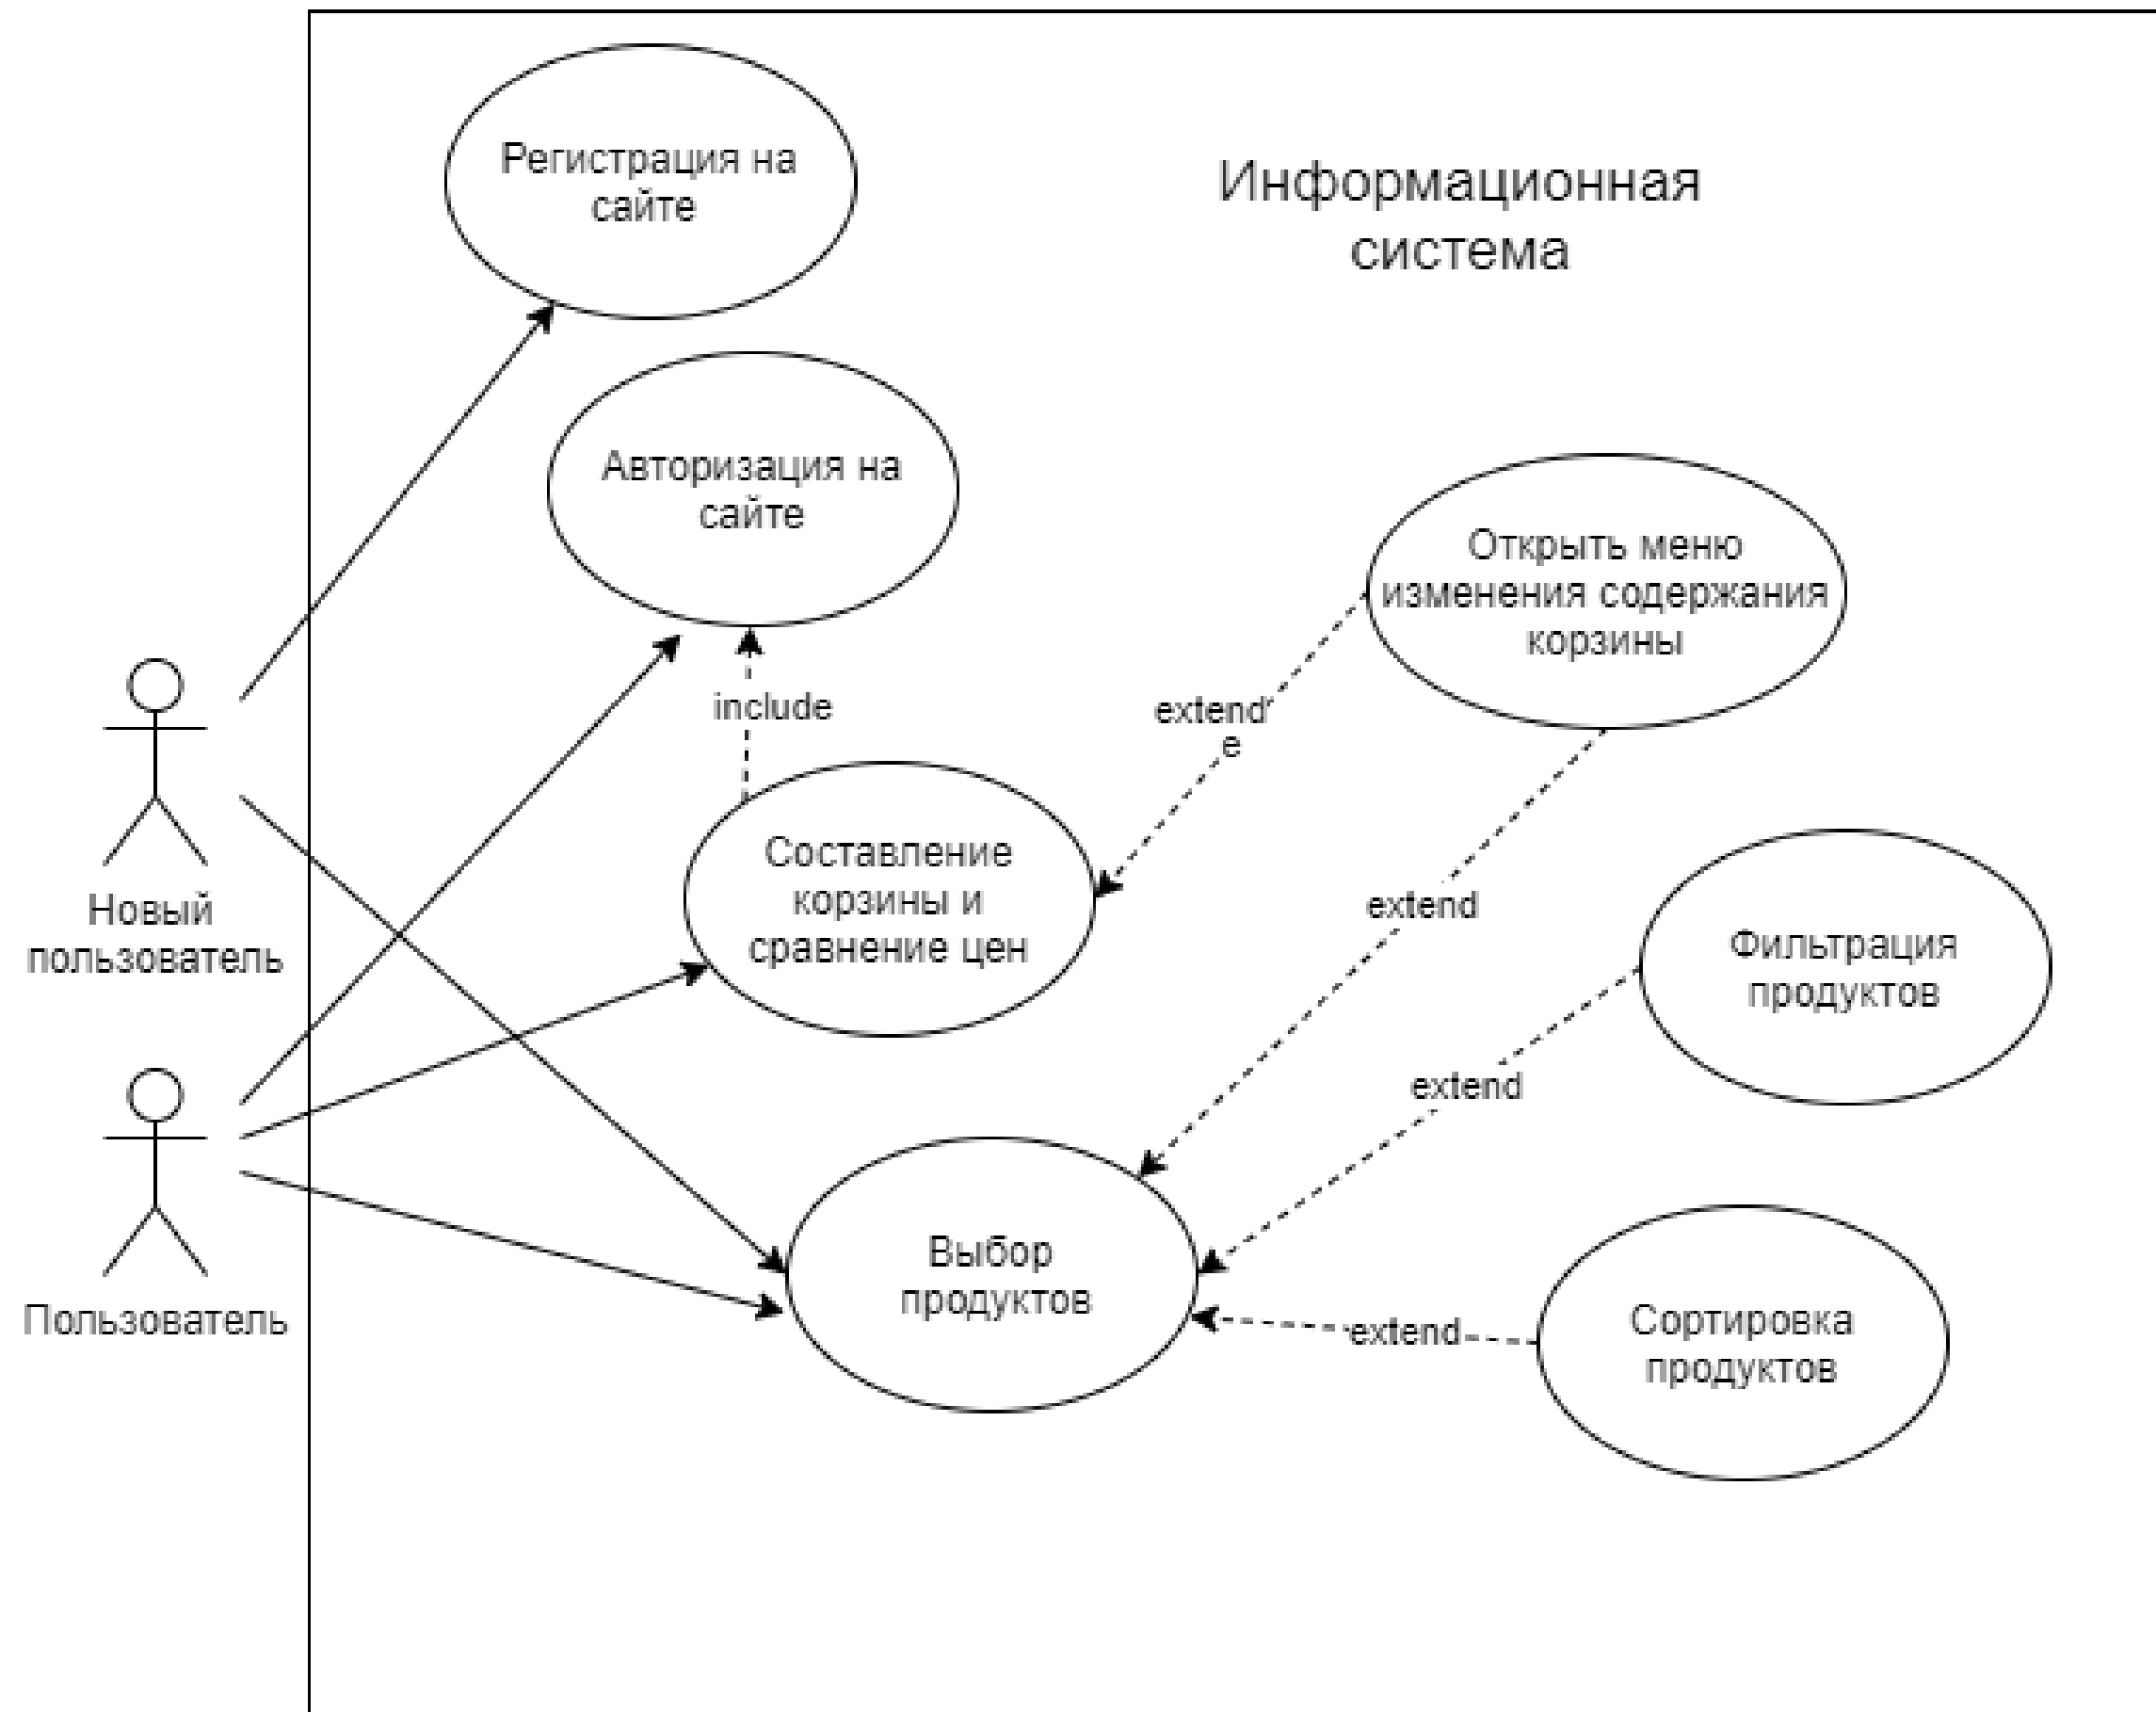 Регистрация на
сайте
Информационная
система
Авторизация на
сайте
Открыть меню
изменения содержания
корзины
include
extend
e
Составление
корзины и
сравнение цен
Новый
пользователь
extend
Фильтрация
продуктов
extend
Выбор
продуктов
extend
Сортировка
продуктов
Пользователь